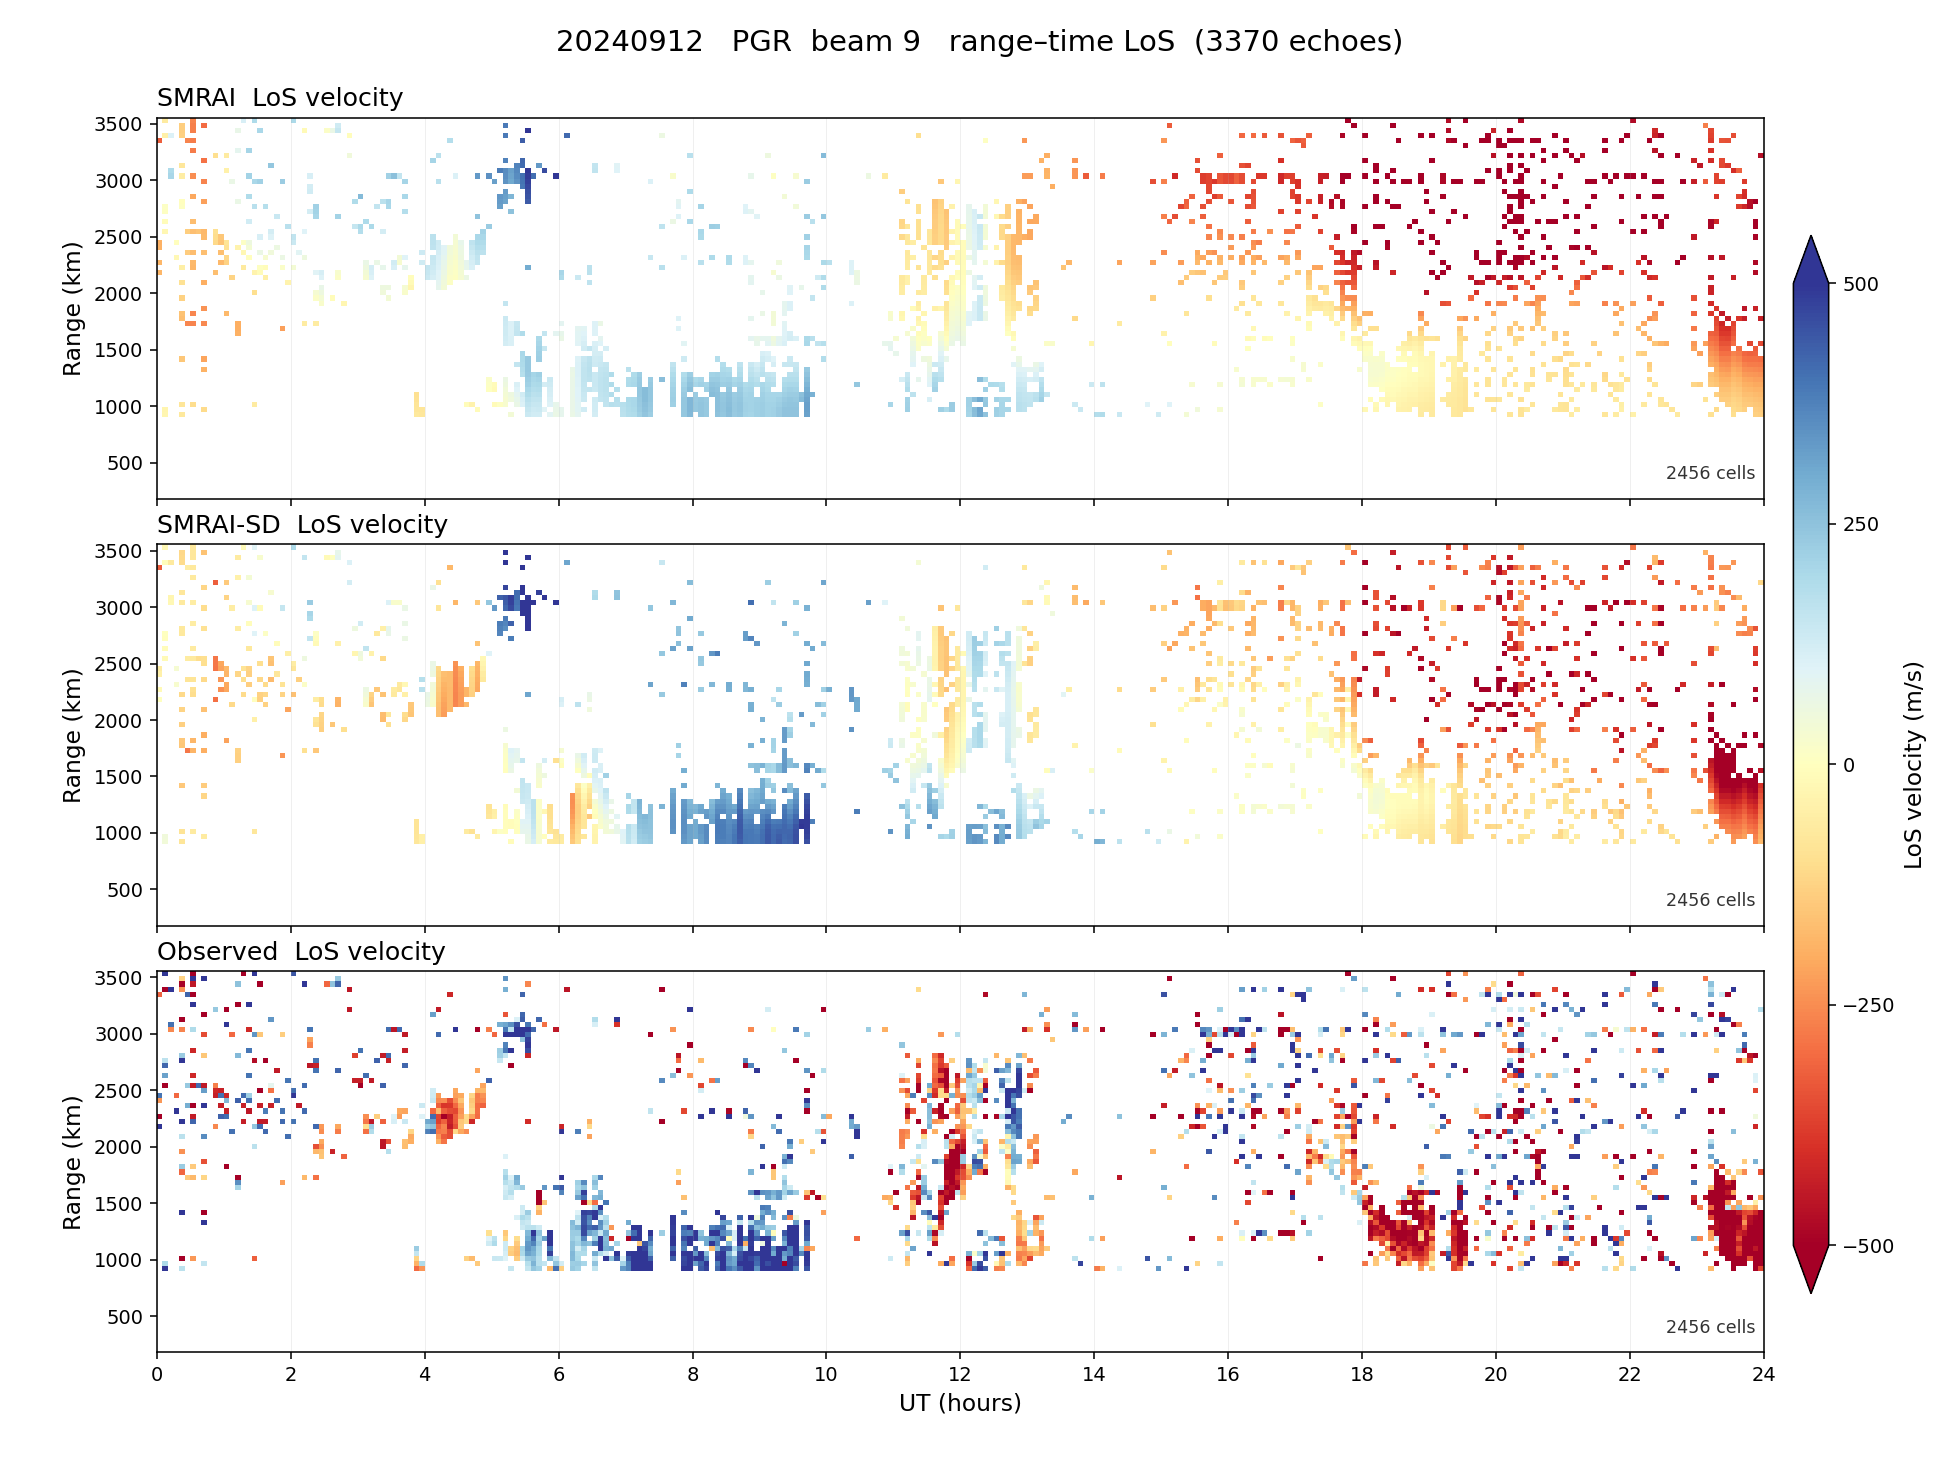 20240912   PGR  beam 9   range–time LoS  (3370 echoes)
SMRAI  LoS velocity
3500
3000
2500
2000
1500
1000
500
Range (km)
2456 cells
SMRAI-SD  LoS velocity
3500
3000
2500
2000
1500
1000
500
Range (km)
2456 cells
Observed  LoS velocity
3500
3000
2500
2000
1500
1000
500
Range (km)
2456 cells
0 2 4 6 8 10 12 14 16 18 20 22 24
UT (hours)
500
250
0
−250
−500
LoS velocity (m/s)